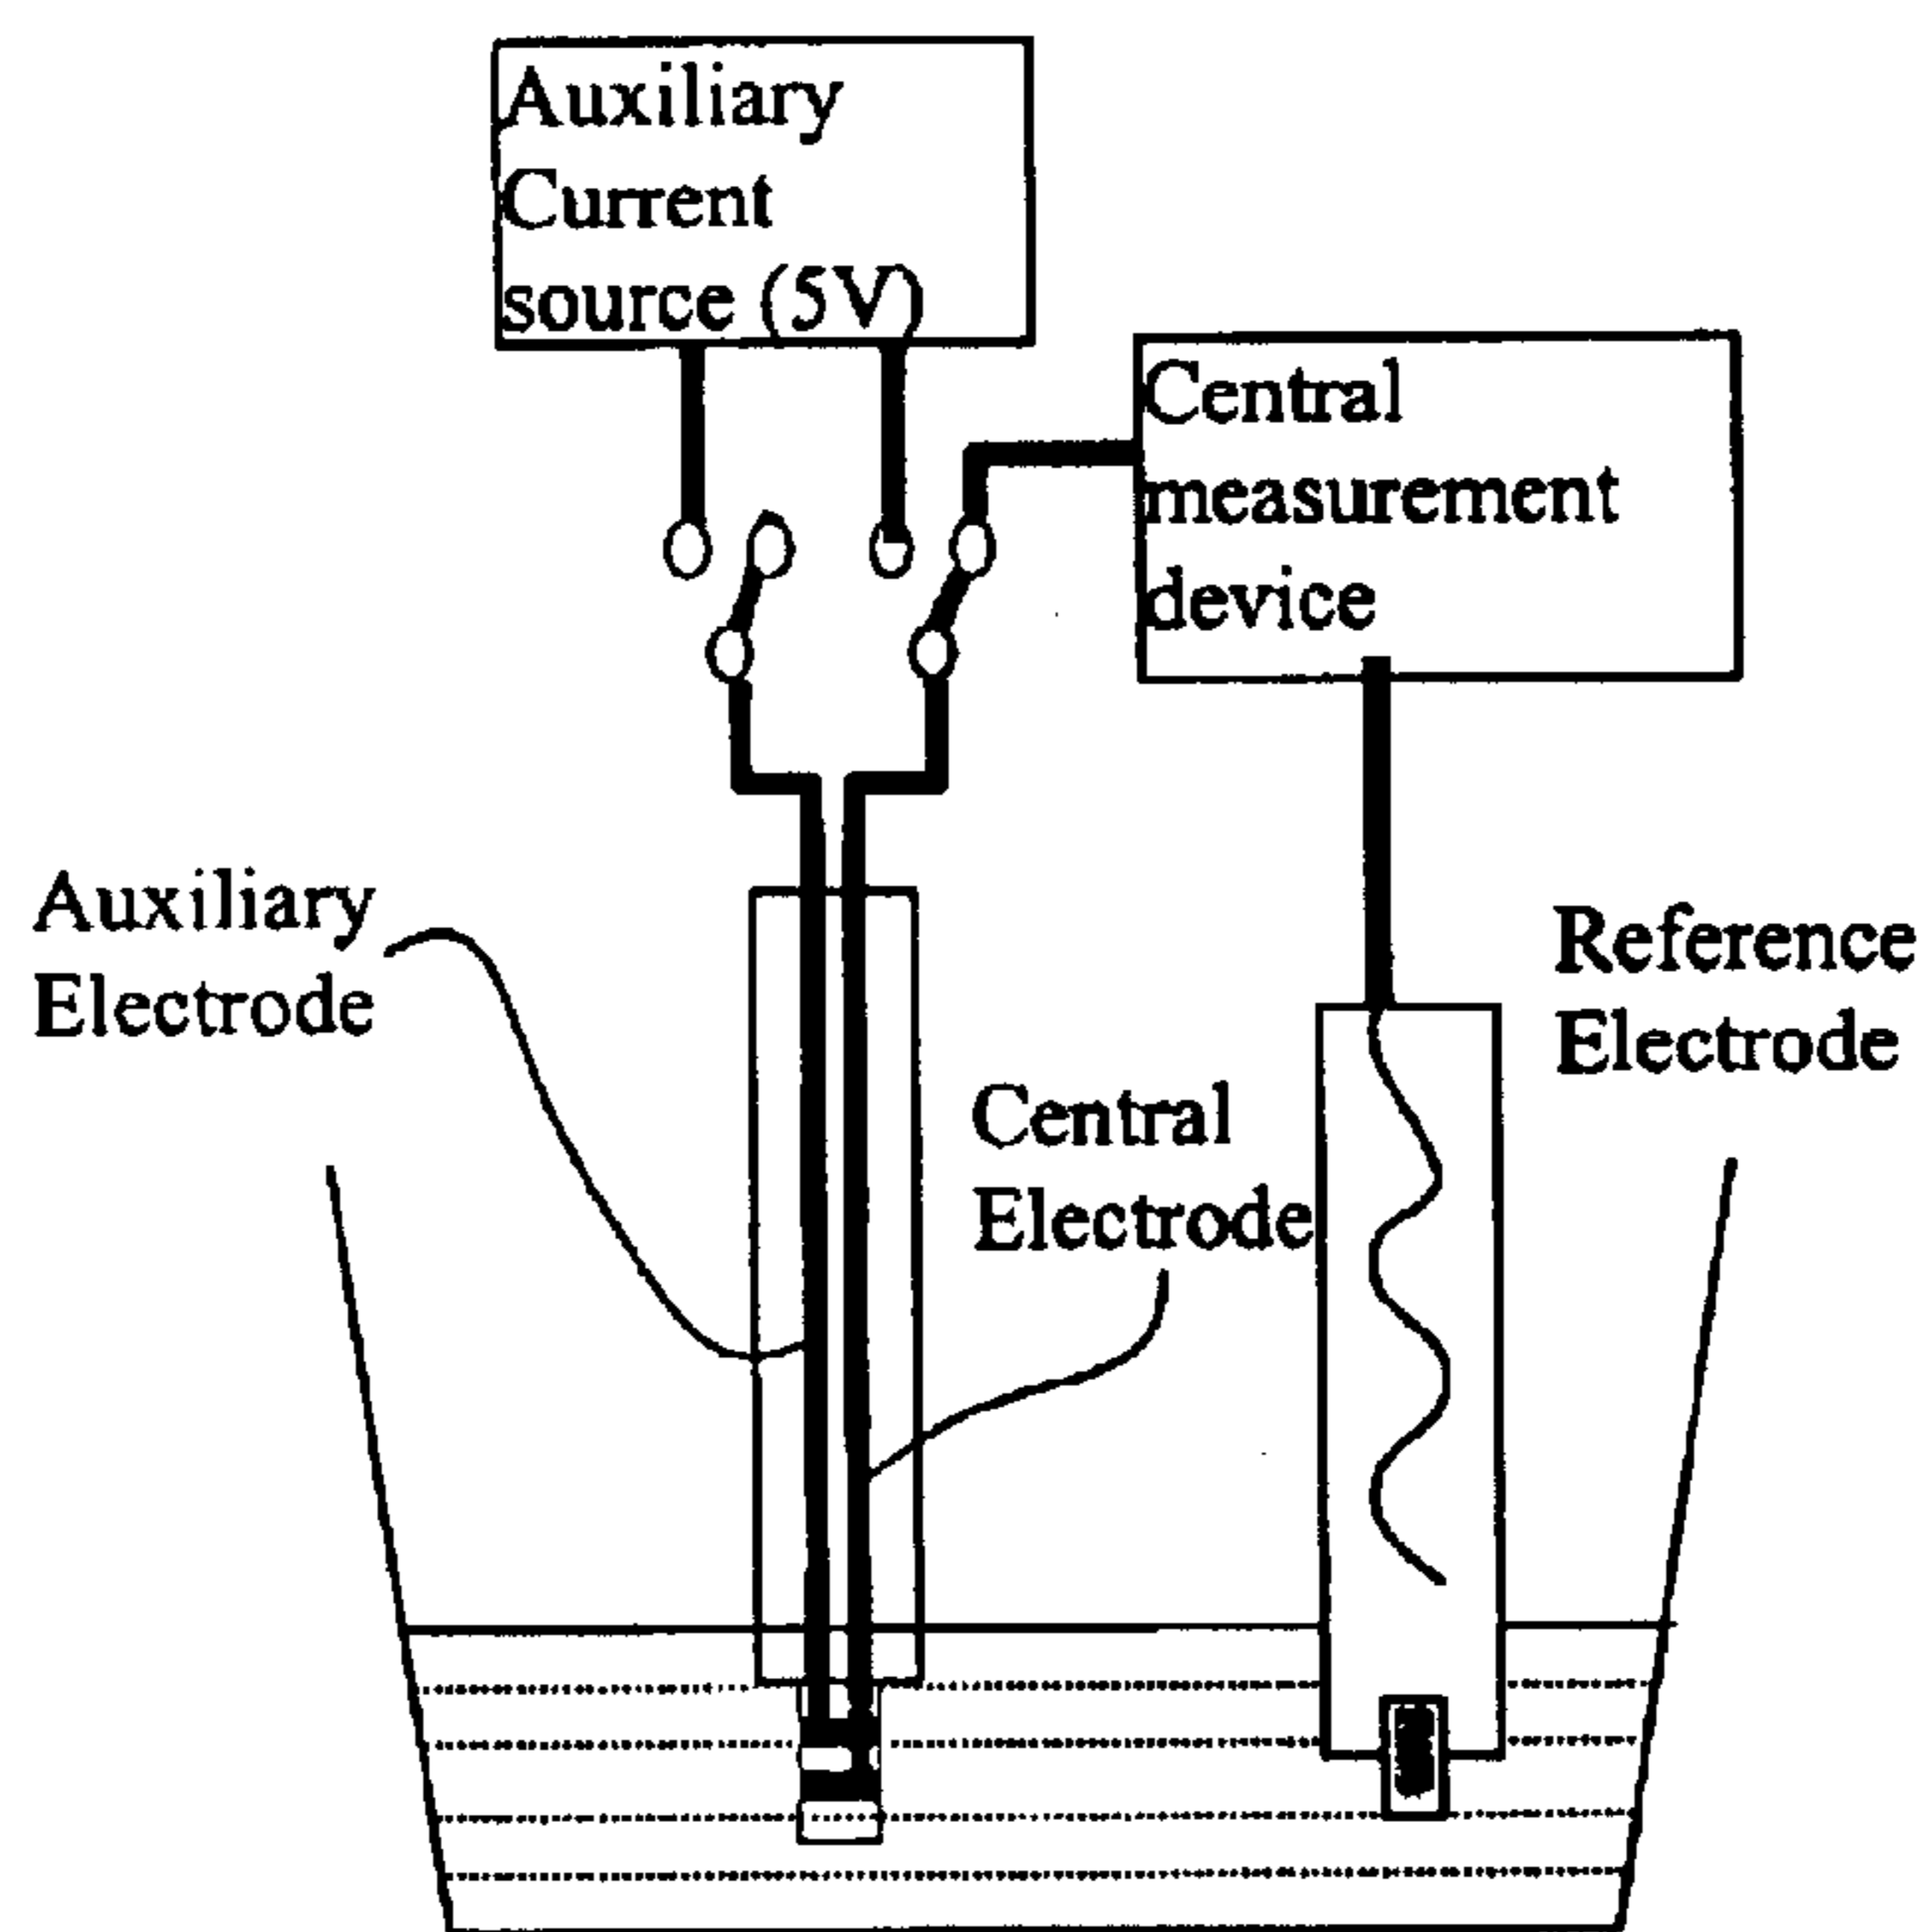 Auxiliary
Current
source (5V)
Central
measurement
device
Auxiliary
Electrode
Reference
Electrode
Central
Electrode